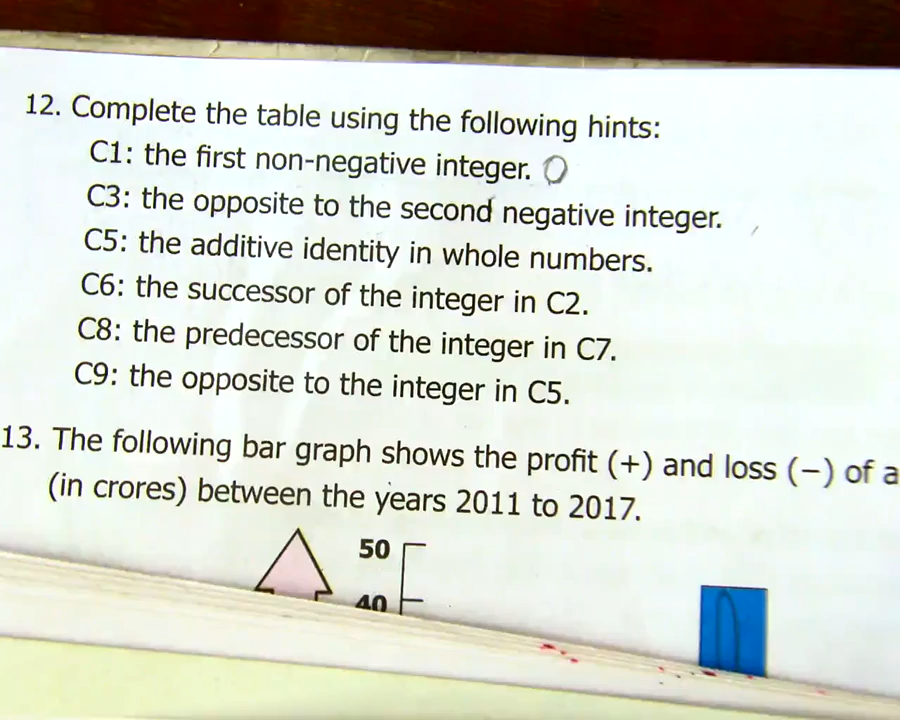 12. Complete the table using the following hints:
C1: the first non-negative integer. 0
C3: the opposite to the second negative integer.
C5: the additive identity in whole numbers.
C6: the successor of the integer in C2.
C8: the predecessor of the integer in C7.
C9: the opposite to the integer in C5.
13. The following bar graph shows the profit (+) and loss (−) of a
(in crores) between the years 2011 to 2017.
50
40